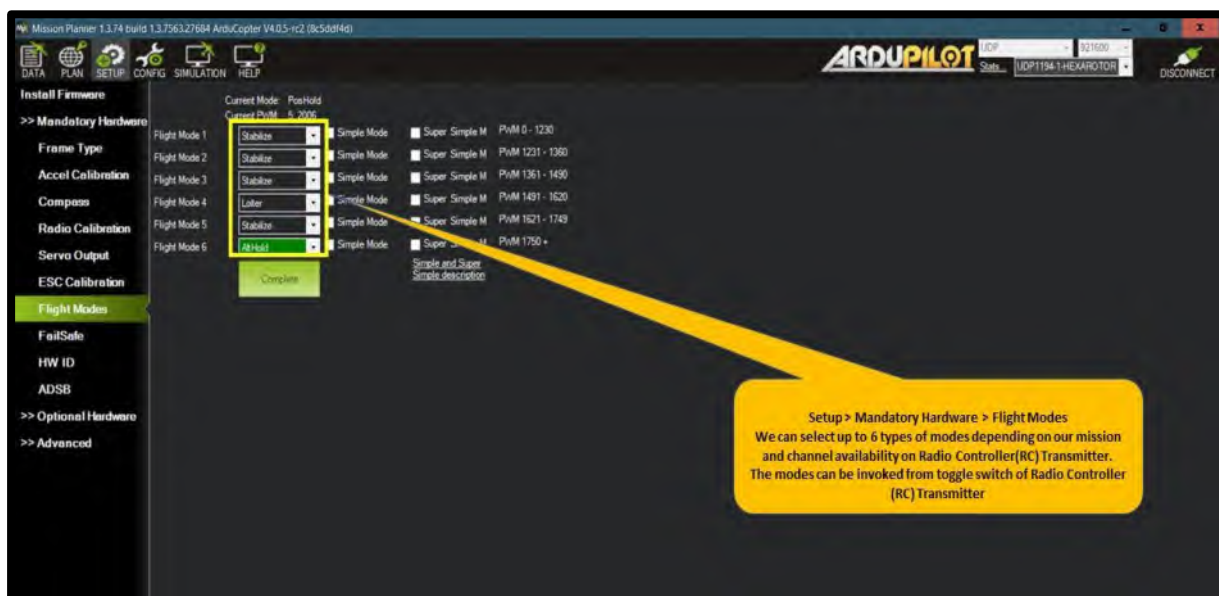 Mission Planner 1.3.74 build 1.3.7563.27684 ArduCopter V4.0.5-rc2 (8c5ddf4d)
DATA PLAN SETUP CONFIG SIMULATION HELP
ARDUPILOT
UDP 921600
Stats... UDP1194-1-HEXAROTOR
DISCONNECT
Install Firmware
>> Mandatory Hardware
Frame Type
Accel Calibration
Compass
Radio Calibration
Servo Output
ESC Calibration
Flight Modes
FailSafe
HW ID
ADSB
>> Optional Hardware
>> Advanced
Current Mode: PosHold
Current PWM: 5: 2006
Flight Mode 1 Stabilize Simple Mode Super Simple M PWM 0 - 1230
Flight Mode 2 Stabilize Simple Mode Super Simple M PWM 1231 - 1360
Flight Mode 3 Stabilize Simple Mode Super Simple M PWM 1361 - 1490
Flight Mode 4 Loiter Simple Mode Super Simple M PWM 1491 - 1620
Flight Mode 5 Stabilize Simple Mode Super Simple M PWM 1621 - 1749
Flight Mode 6 AltHold Simple Mode Super Simple M PWM 1750 +
Simple and Super
Simple description
Complete
Setup > Mandatory Hardware > Flight Modes
We can select up to 6 types of modes depending on our mission
and channel availability on Radio Controller(RC) Transmitter.
The modes can be invoked from toggle switch of Radio Controller
(RC) Transmitter